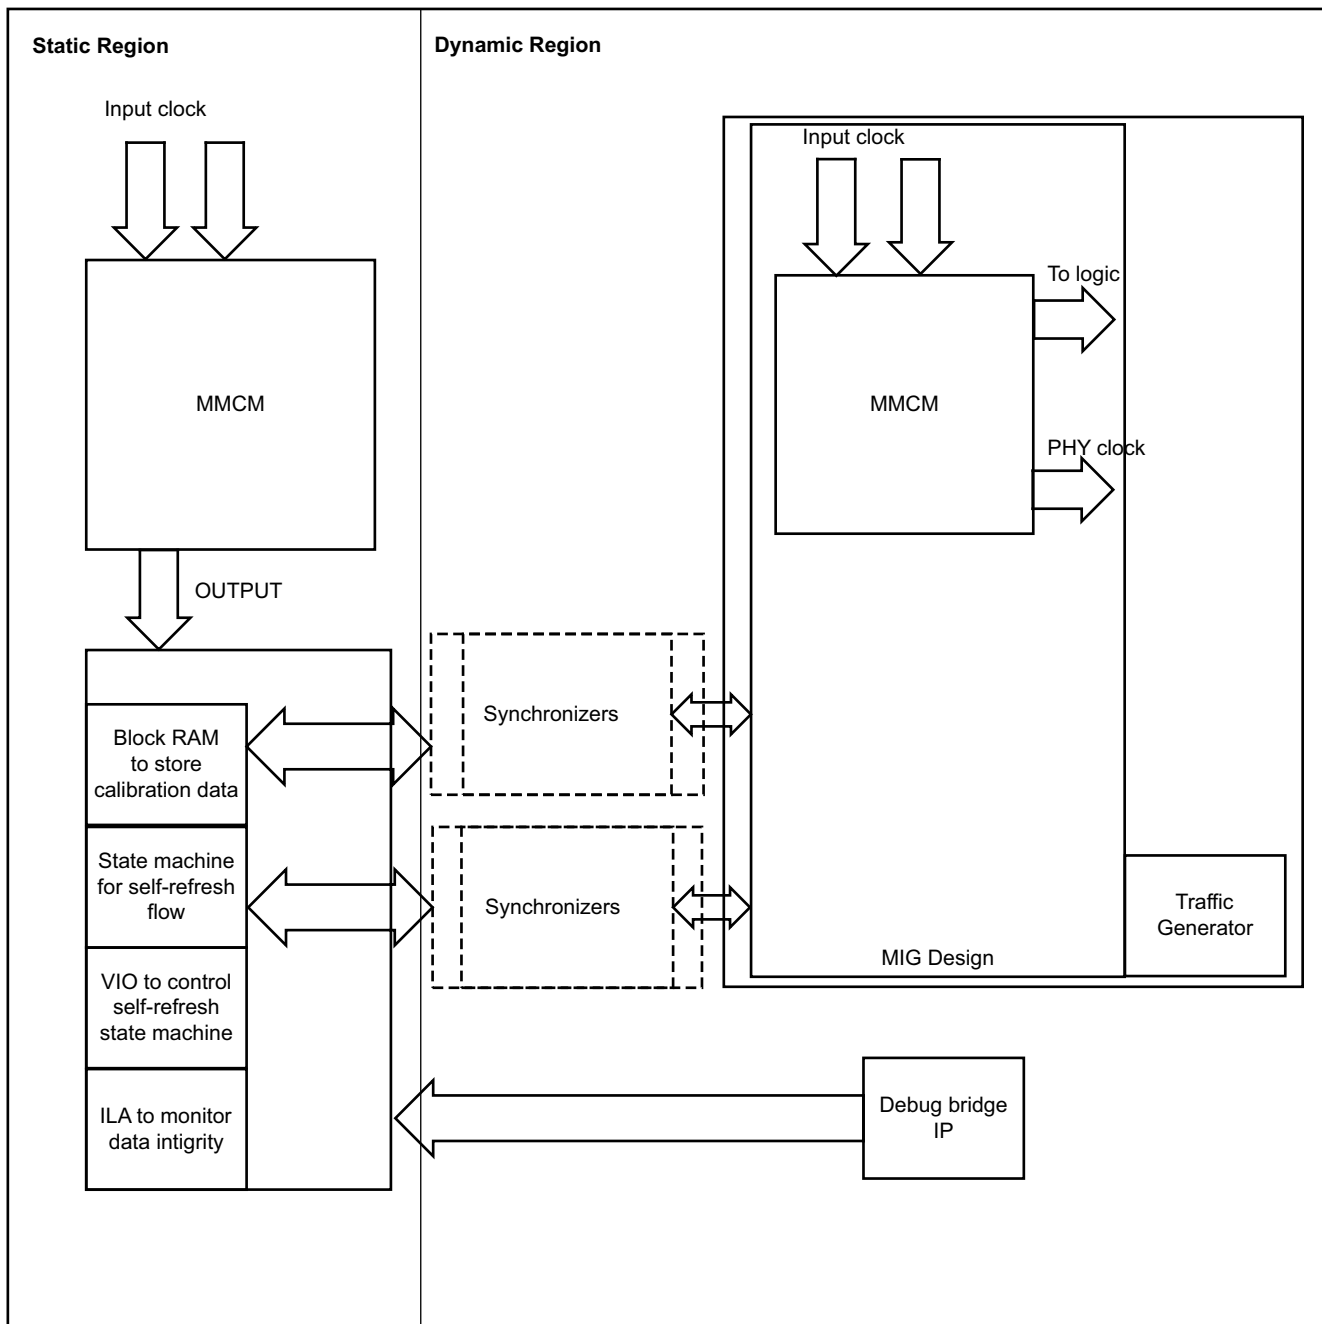 Static Region
Dynamic Region
Input clock
Input clock
To logic
MMCM
MMCM
PHY clock
OUTPUT
Block RAM
to store
calibration data
Synchronizers
State machine
for self-refresh
flow
Synchronizers
Traffic
Generator
MIG Design
VIO to control
self-refresh
state machine
ILA to monitor
data intigrity
Debug bridge
IP